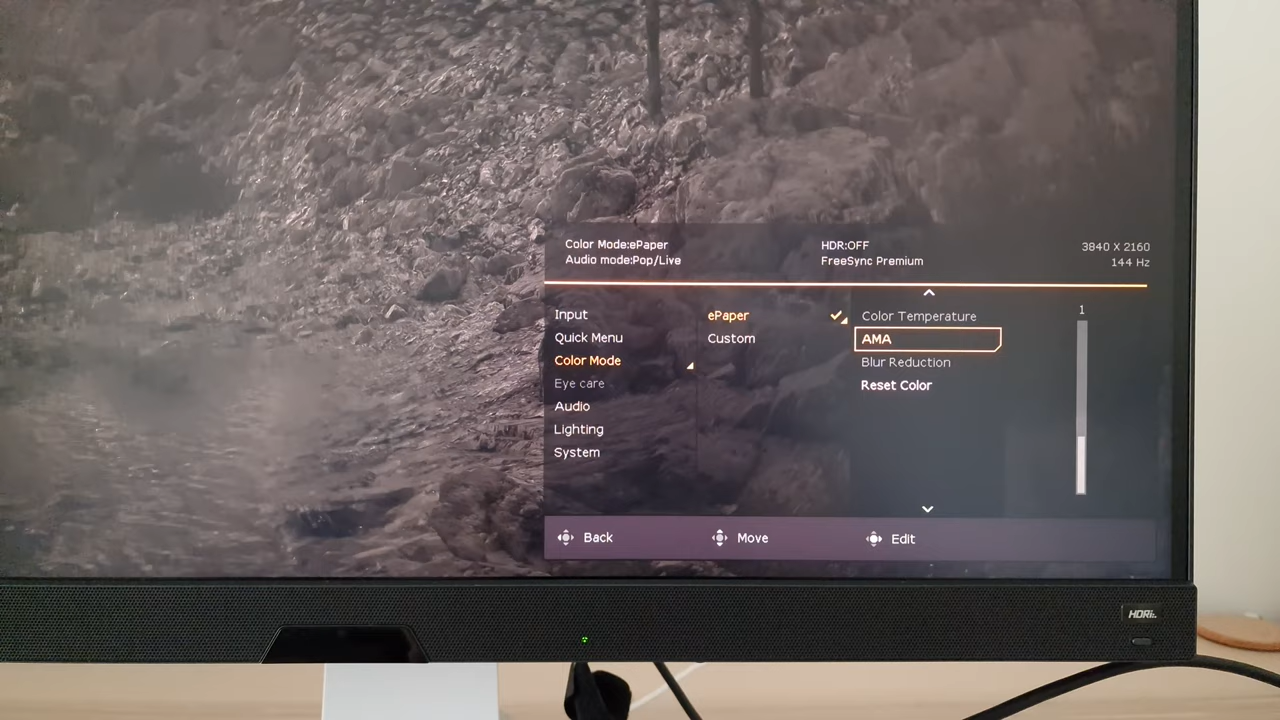 Color Mode:ePaper HDR:OFF 3840 X 2160
Audio mode:Pop/Live FreeSync Premium 144 Hz
Input ePaper Color Temperature 1
Quick Menu Custom AMA
Color Mode Blur Reduction
Eye care Reset Color
Audio
Lighting
System
Back Move Edit
HDRi